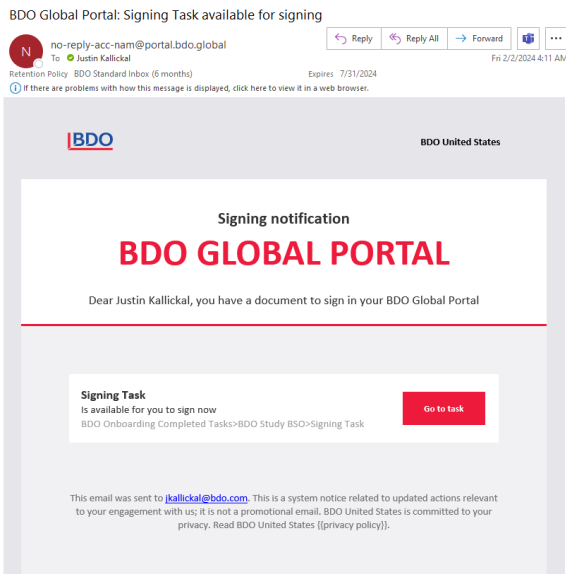 BDO Global Portal: Signing Task available for signing
N
no-reply-acc-nam@portal.bdo.global
To Justin Kallickal
Reply
Reply All
Forward
Fri 2/2/2024 4:11 AM
Retention Policy BDO Standard Inbox (6 months) Expires 7/31/2024
If there are problems with how this message is displayed, click here to view it in a web browser.
BDO
BDO United States
Signing notification
BDO GLOBAL PORTAL
Dear Justin Kallickal, you have a document to sign in your BDO Global Portal
Signing Task
Is available for you to sign now
BDO Onboarding Completed Tasks>BDO Study BSO>Signing Task
Go to task
This email was sent to jkallickal@bdo.com. This is a system notice related to updated actions relevant
to your engagement with us; it is not a promotional email. BDO United States is committed to your
privacy. Read BDO United States {{privacy policy}}.